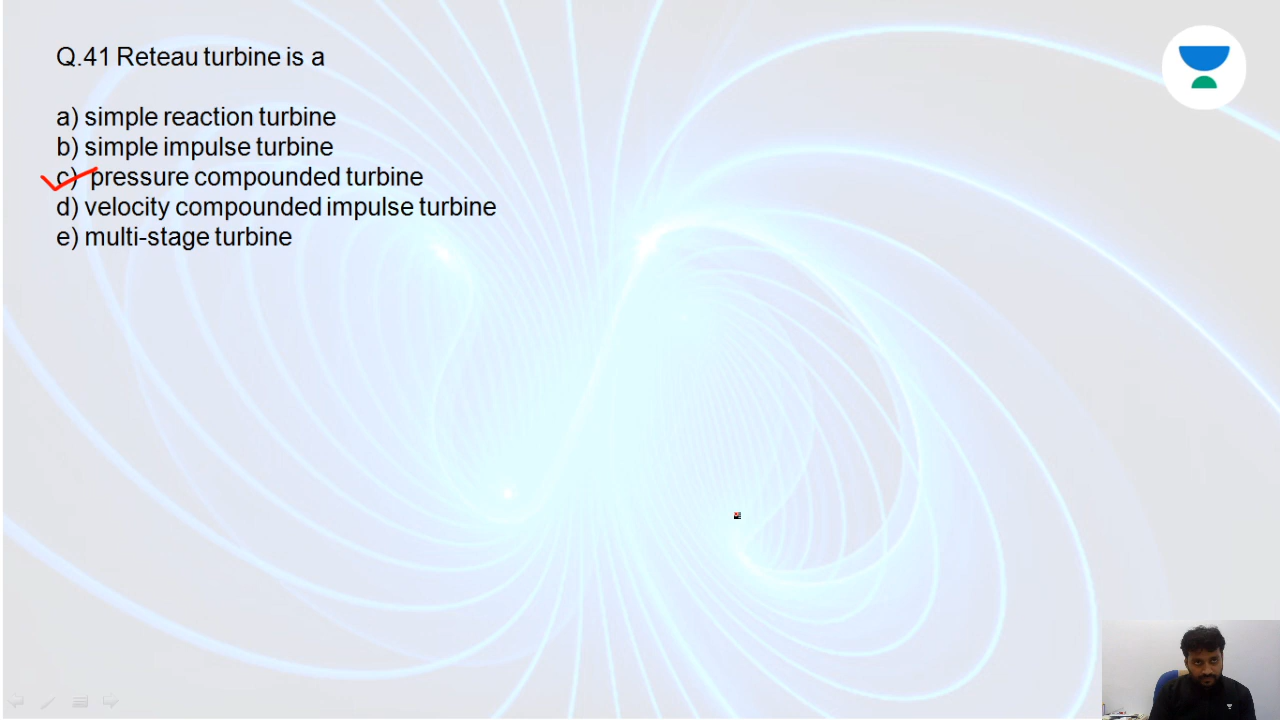 Q.41 Reteau turbine is a
a) simple reaction turbine
b) simple impulse turbine
c) pressure compounded turbine
d) velocity compounded impulse turbine
e) multi-stage turbine